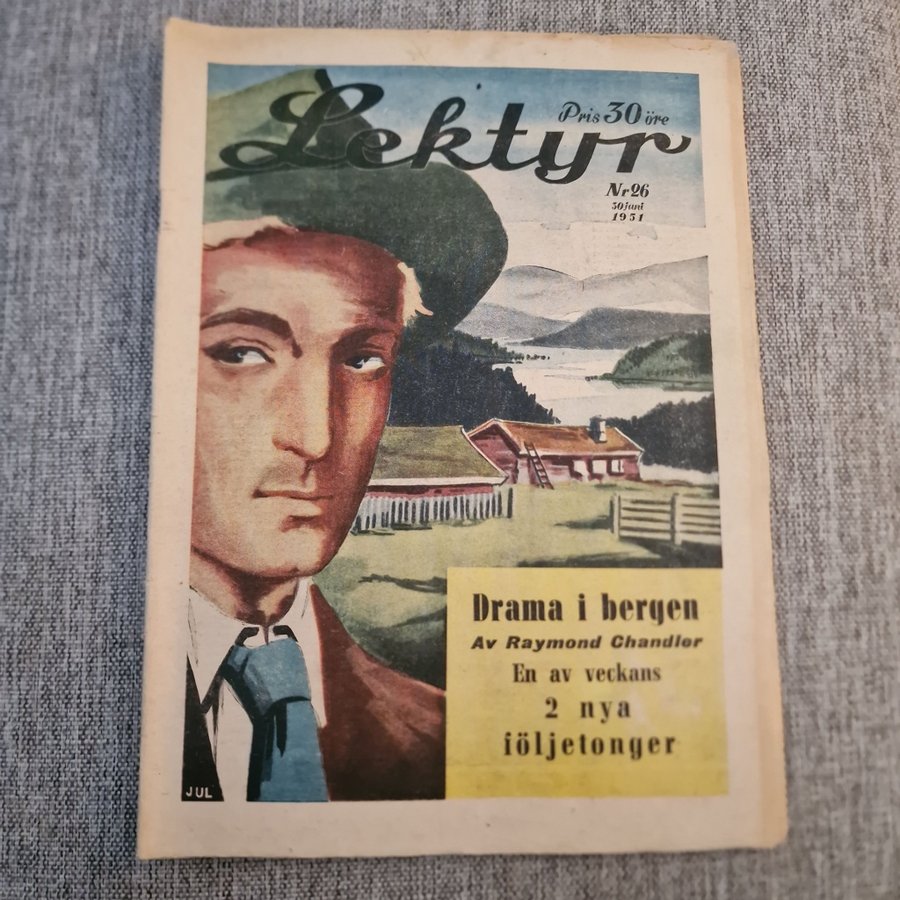 Pris 30 öre
Lektyr
Nr 26
30 juni
1951
Drama i bergen
Av Raymond Chandler
En av veckans
2 nya
följetonger
JUL